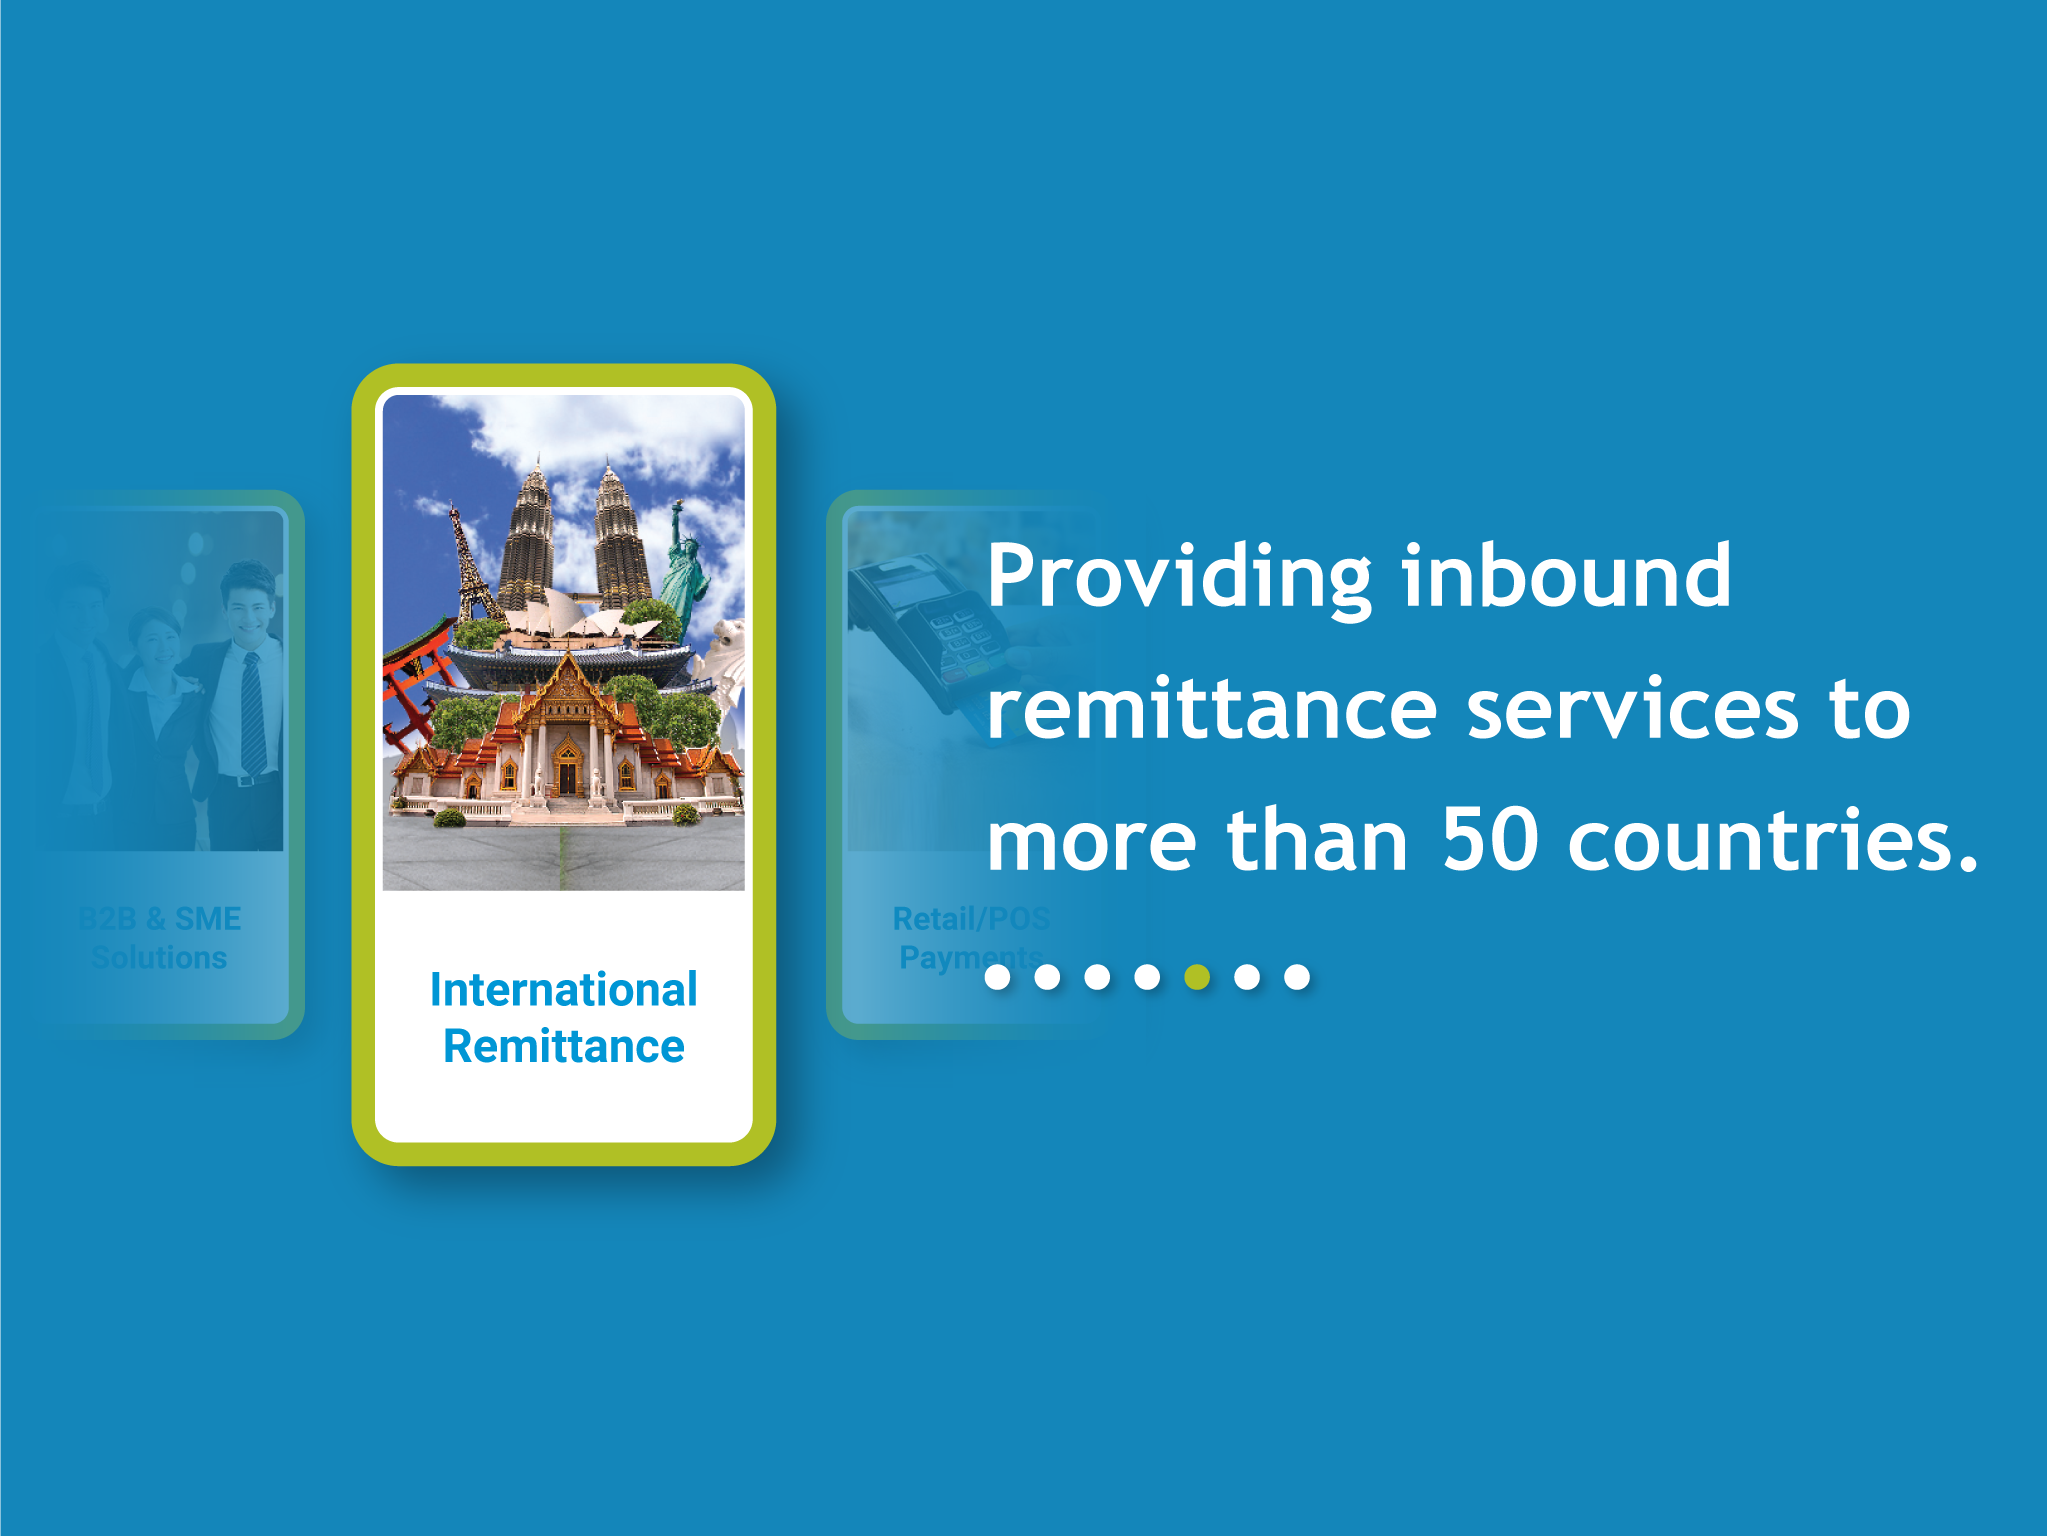 B2B & SME
Solutions
International
Remittance
Retail/POS
Payments
Providing inbound
remittance services to
more than 50 countries.